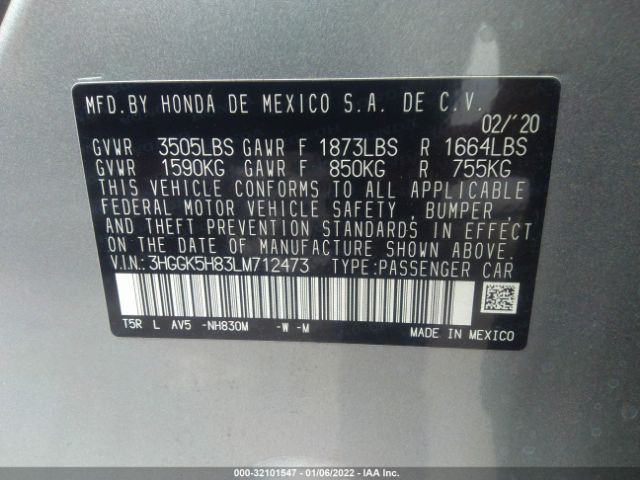 MFD.BY HONDA DE MEXICO S.A. DE C.V.
02/'20
GVWR 3505LBS GAWR F 1873LBS R 1664LBS
GVWR 1590KG GAWR F 850KG R 755KG
THIS VEHICLE CONFORMS TO ALL APPLICABLE
FEDERAL MOTOR VEHICLE SAFETY , BUMPER ,
AND THEFT PREVENTION STANDARDS IN EFFECT
ON THE DATE OF MANUFACTURE SHOWN ABOVE.
V.I.N.: 3HGGK5H83LM712473 TYPE:PASSENGER CAR
T5R L AV5 -NH830M -W -M
MADE IN MEXICO
000-32101547 - 01/06/2022 - IAA Inc.